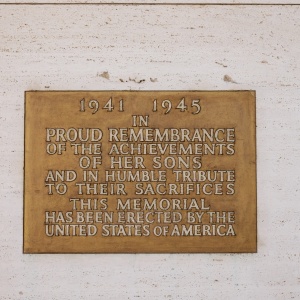 1941 1945
IN
PROUD REMEMBRANCE
OF THE ACHIEVEMENTS
OF HER SONS
AND IN HUMBLE TRIBUTE
TO THEIR SACRIFICES
THIS MEMORIAL
HAS BEEN ERECTED BY THE
UNITED STATES OF AMERICA